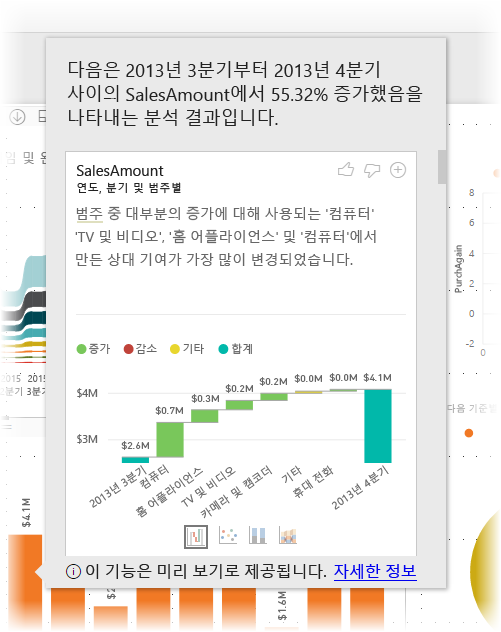 다음은 2013년 3분기부터 2013년 4분기
사이의 SalesAmount에서 55.32% 증가했음을
나타내는 분석 결과입니다.
SalesAmount
연도, 분기 및 범주별
범주 중 대부분의 증가에 대해 사용되는 '컴퓨터'
'TV 및 비디오', '홈 어플라이언스' 및 '컴퓨터'에서
만든 상대 기여가 가장 많이 변경되었습니다.
증가 감소 기타 합계
$4M
$3M
$2.6M $0.7M $0.3M $0.2M $0.2M $0.0M $0.0M $4.1M
2013년 3분기 컴퓨터 홈 어플라이언스 TV 및 비디오 카메라 및 캠코더 기타 휴대 전화 2013년 4분기
이 기능은 미리 보기로 제공됩니다. 자세한 정보
및
2015 2015
분기 3분기
$4.1M
$1.6M
PurchAgain
8
6
4
2
0
-2
0
다음 기준별